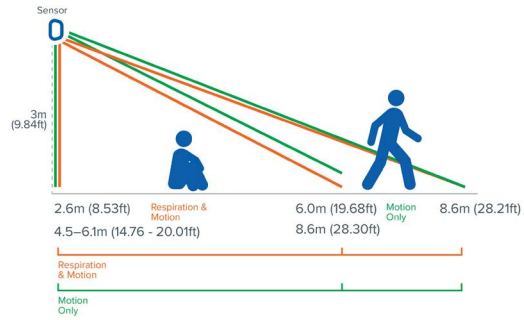 Sensor
3m
(9.84ft)
2.6m (8.53ft)
Respiration &
Motion
6.0m (19.68ft)
Motion
Only
8.6m (28.21ft)
4.5–6.1m (14.76 - 20.01ft)
8.6m (28.30ft)
Respiration
& Motion
Motion
Only